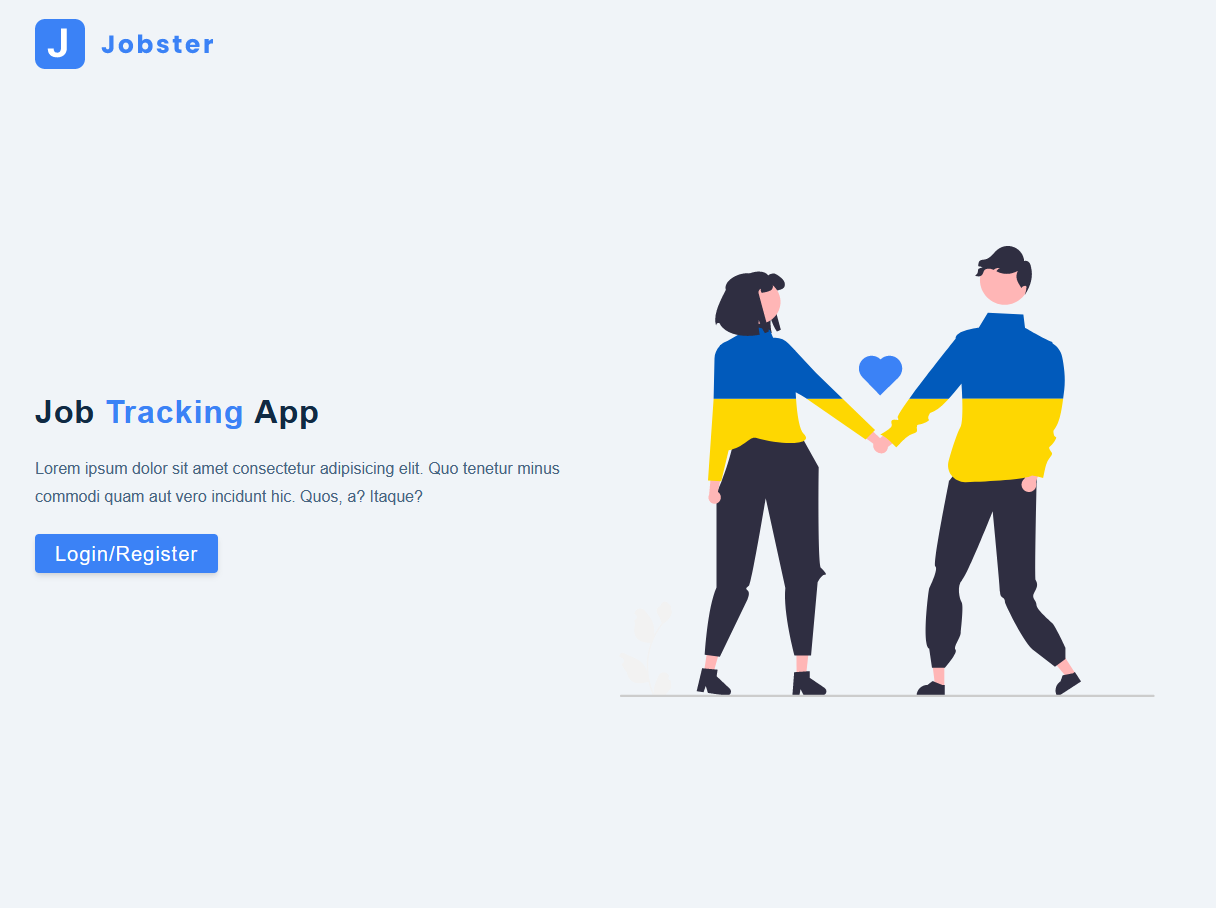 J Jobster
Job Tracking App
Lorem ipsum dolor sit amet consectetur adipisicing elit. Quo tenetur minus
commodi quam aut vero incidunt hic. Quos, a? Itaque?
Login/Register